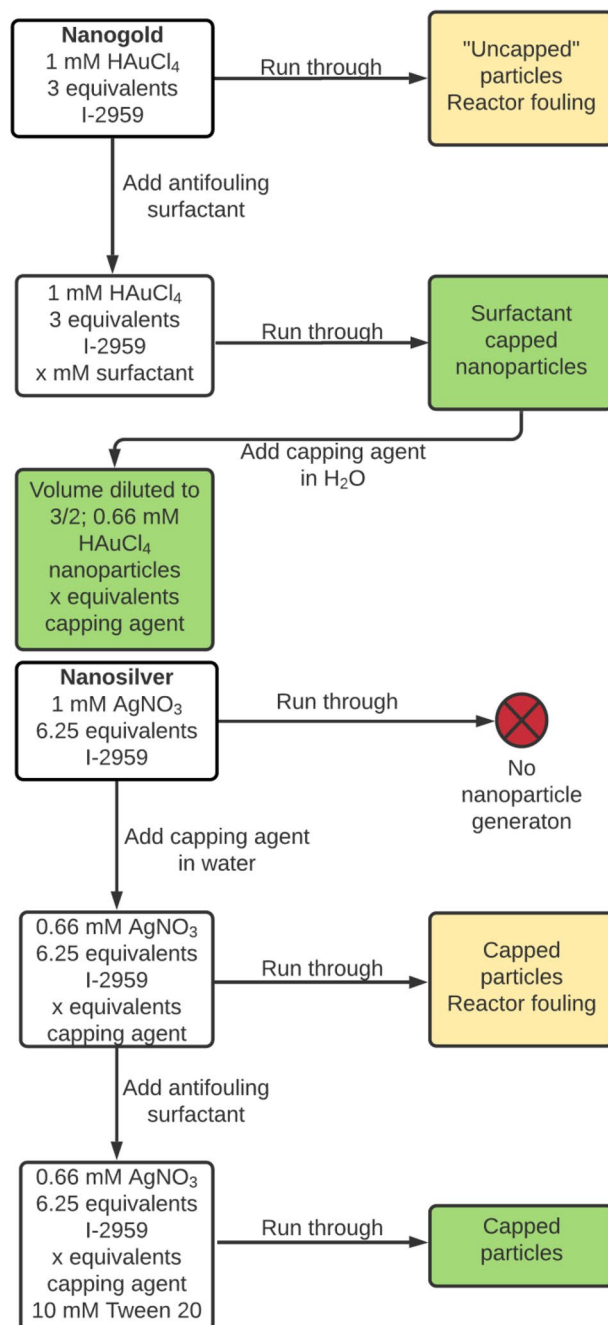 Nanogold
1 mM HAuCl₄
3 equivalents
I-2959
Run through
"Uncapped"
particles
Reactor fouling
Add antifouling
surfactant
1 mM HAuCl₄
3 equivalents
I-2959
x mM surfactant
Run through
Surfactant
capped
nanoparticles
Add capping agent
in H₂O
Volume diluted to
3/2; 0.66 mM
HAuCl₄
nanoparticles
x equivalents
capping agent
Nanosilver
1 mM AgNO₃
6.25 equivalents
I-2959
Run through
No
nanoparticle
generaton
Add capping agent
in water
0.66 mM AgNO₃
6.25 equivalents
I-2959
x equivalents
capping agent
Run through
Capped
particles
Reactor fouling
Add antifouling
surfactant
0.66 mM AgNO₃
6.25 equivalents
I-2959
x equivalents
capping agent
10 mM Tween 20
Run through
Capped
particles